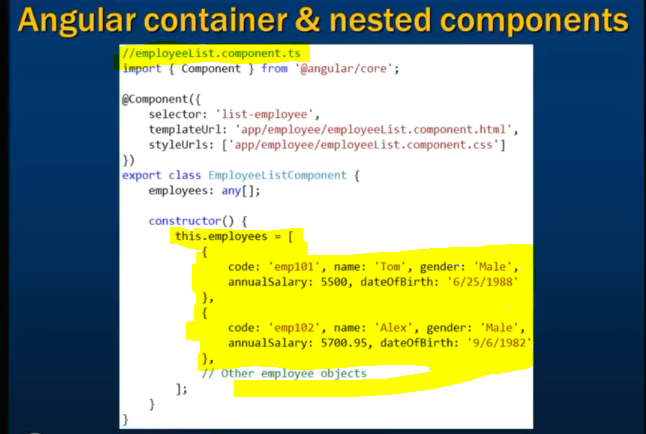 Angular container & nested components
//employeeList.component.ts
import { Component } from '@angular/core';
@Component({
selector: 'list-employee',
templateUrl: 'app/employee/employeeList.component.html',
styleUrls: ['app/employee/employeeList.component.css']
})
export class EmployeeListComponent {
employees: any[];
constructor() {
this.employees = [
{
code: 'emp101', name: 'Tom', gender: 'Male',
annualSalary: 5500, dateOfBirth: '6/25/1988'
},
{
code: 'emp102', name: 'Alex', gender: 'Male',
annualSalary: 5700.95, dateOfBirth: '9/6/1982'
},
// Other employee objects
];
}
}